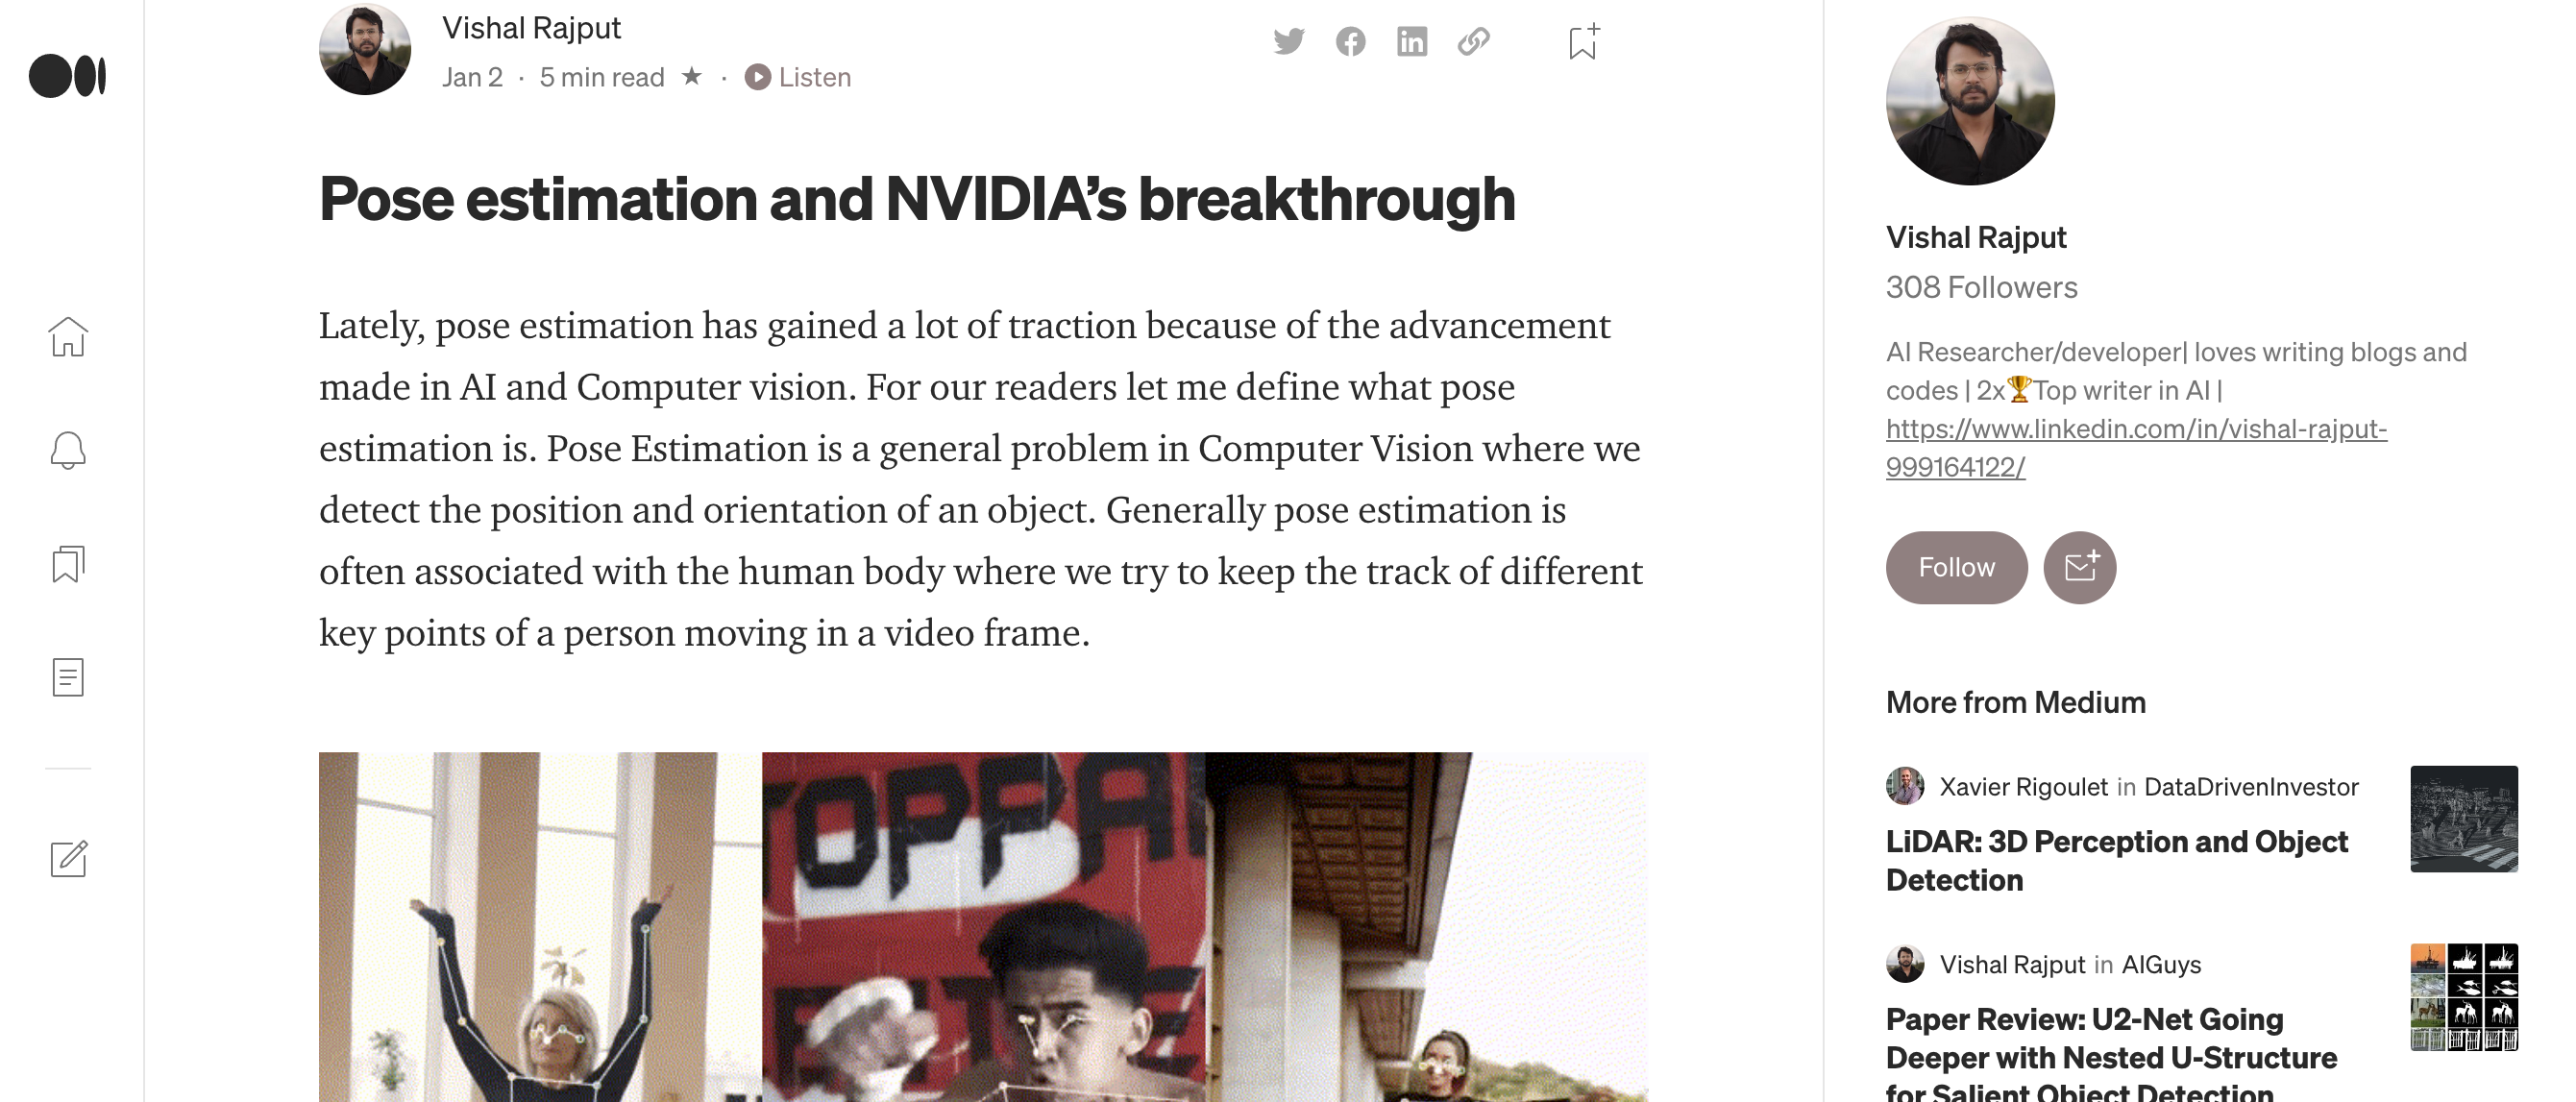 Vishal Rajput
Jan 2 · 5 min read ★ · Listen
Pose estimation and NVIDIA’s breakthrough
Lately, pose estimation has gained a lot of traction because of the advancement
made in AI and Computer vision. For our readers let me define what pose
estimation is. Pose Estimation is a general problem in Computer Vision where we
detect the position and orientation of an object. Generally pose estimation is
often associated with the human body where we try to keep the track of different
key points of a person moving in a video frame.
TOPPA
Vishal Rajput
308 Followers
AI Researcher/developer| loves writing blogs and
codes | 2x🏆Top writer in AI |
https://www.linkedin.com/in/vishal-rajput-
999164122/
Follow
More from Medium
Xavier Rigoulet in DataDrivenInvestor
LiDAR: 3D Perception and Object
Detection
Vishal Rajput in AIGuys
Paper Review: U2-Net Going
Deeper with Nested U-Structure
for Salient Object Detection